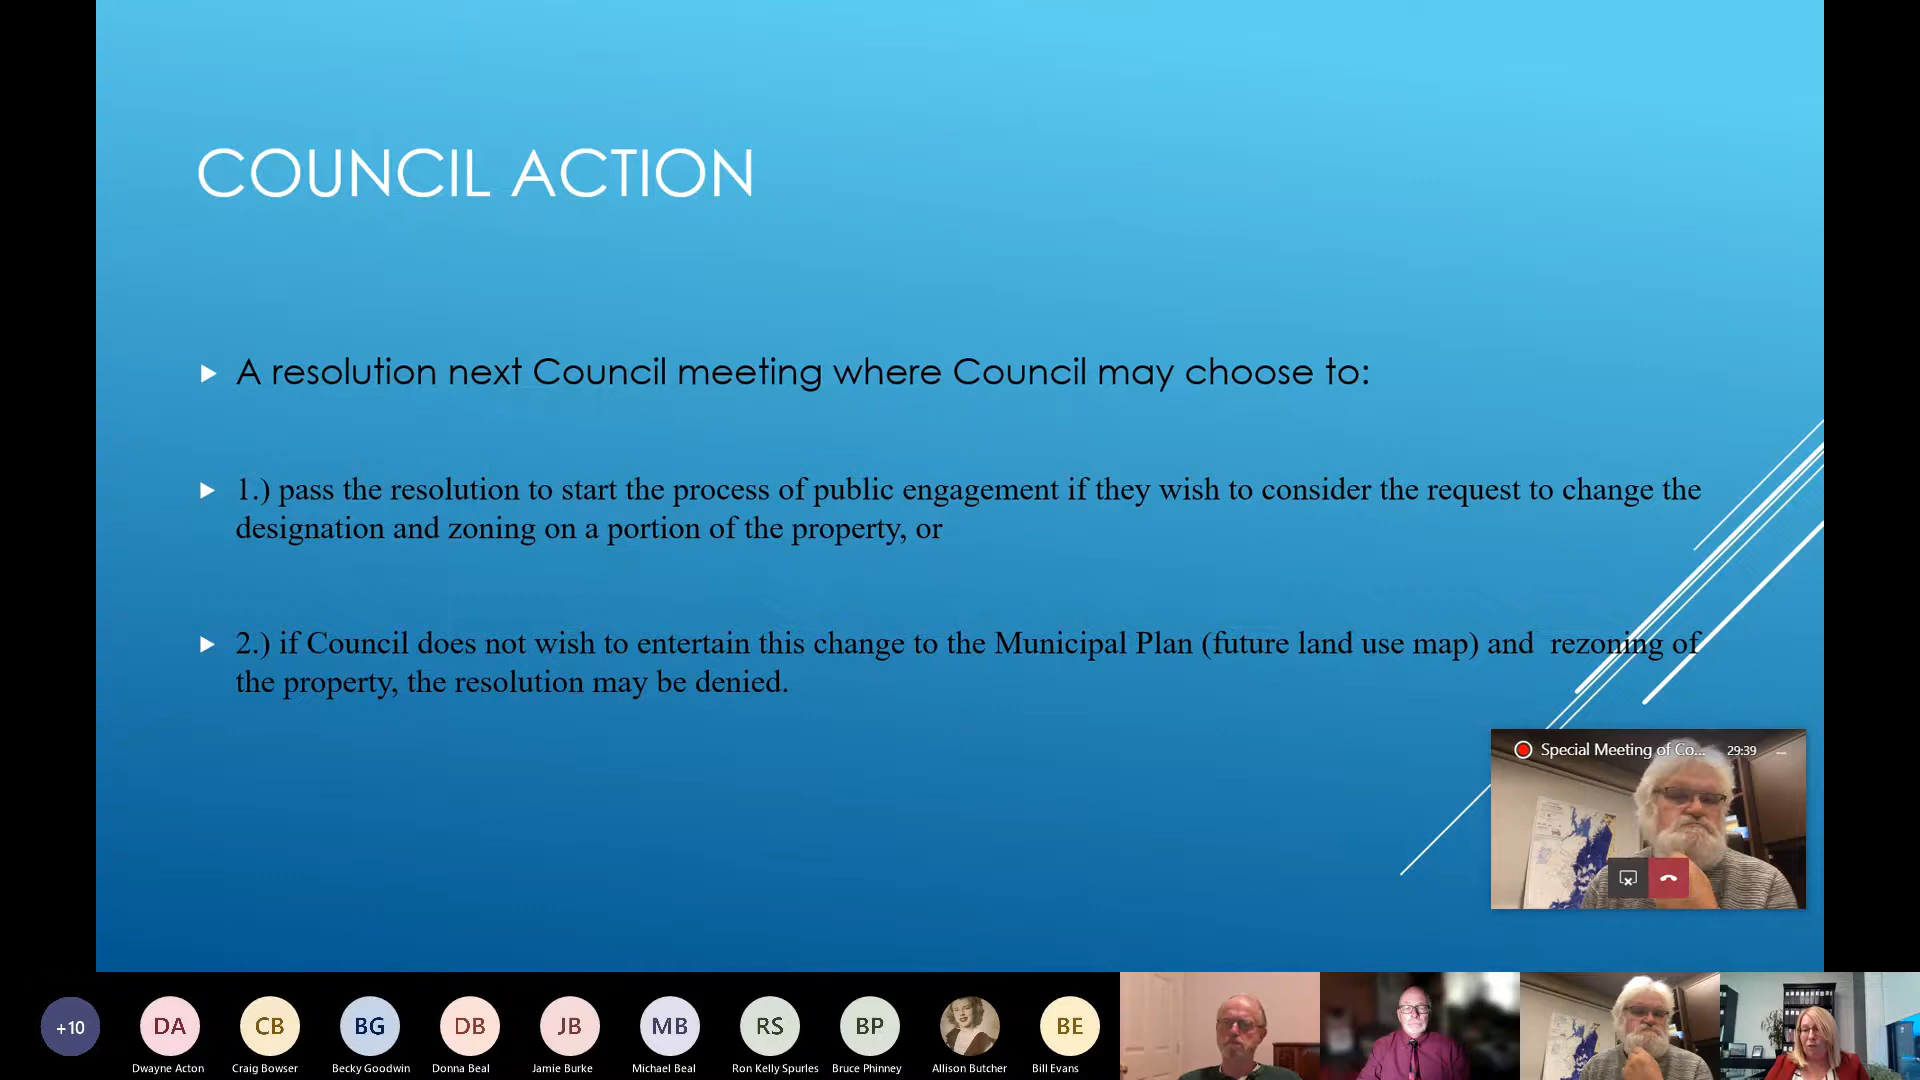 COUNCIL ACTION
A resolution next Council meeting where Council may choose to:
1.) pass the resolution to start the process of public engagement if they wish to consider the request to change the
designation and zoning on a portion of the property, or
2.) if Council does not wish to entertain this change to the Municipal Plan (future land use map) and  rezoning of
the property, the resolution may be denied.
Special Meeting of Co... 29:39
+10 DA CB BG DB JB MB RS BP BE
Dwayne Acton Craig Bowser Becky Goodwin Donna Beal Jamie Burke Michael Beal Ron Kelly Spurles Bruce Phinney Allison Butcher Bill Evans